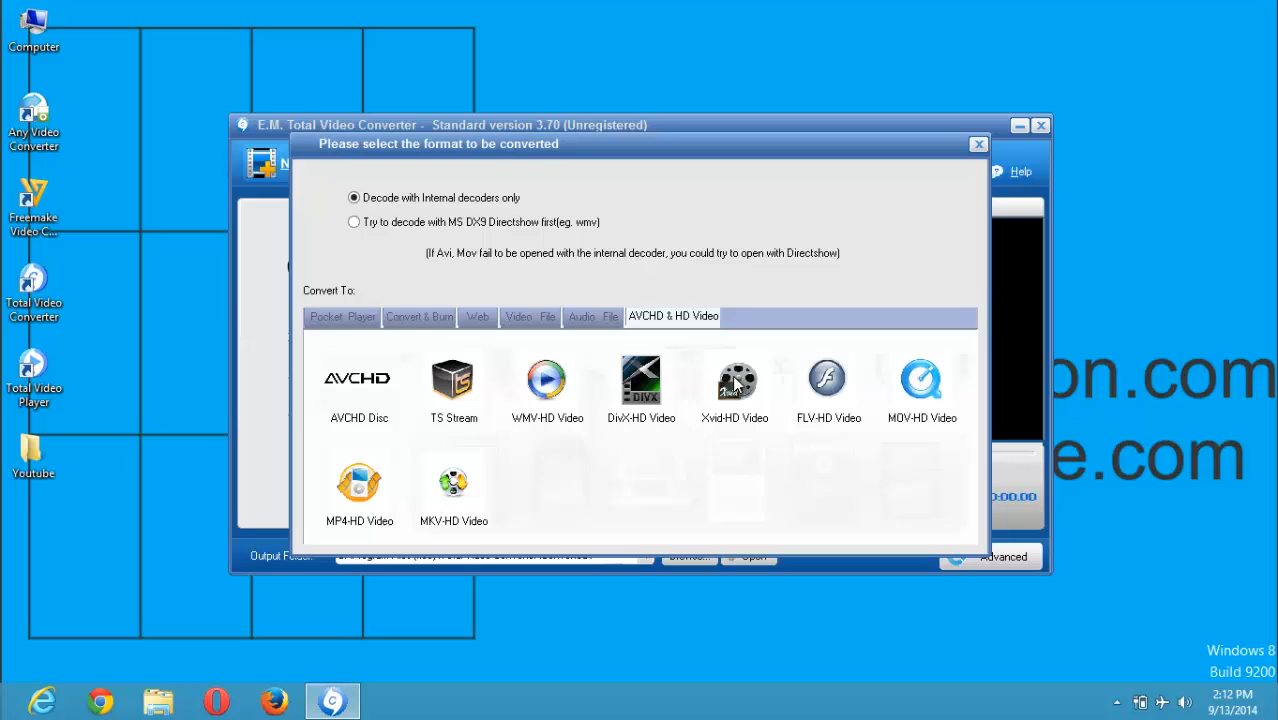 Computer
Any Video
Converter
Freemake
Video C...
Total Video
Converter
Total Video
Player
Youtube
E.M. Total Video Converter - Standard version 3.70 (Unregistered)
N
Help
Please select the format to be converted
Decode with Internal decoders only
Try to decode with MS DX9 Directshow first(eg. wmv)
(If Avi, Mov fail to be opened with the internal decoder, you could try to open with Directshow)
Convert To:
Pocket Player
Convert & Burn
Web
Video File
Audio File
AVCHD & HD Video
AVCHD
TS
DIVX
Xvid
AVCHD Disc
TS Stream
WMV-HD Video
DivX-HD Video
Xvid-HD Video
FLV-HD Video
MOV-HD Video
MP4-HD Video
MKV-HD Video
0:00.00
Output Folder
Browse...
Open
Advanced
on.com
e.com
Windows 8
Build 9200
2:12 PM
9/13/2014